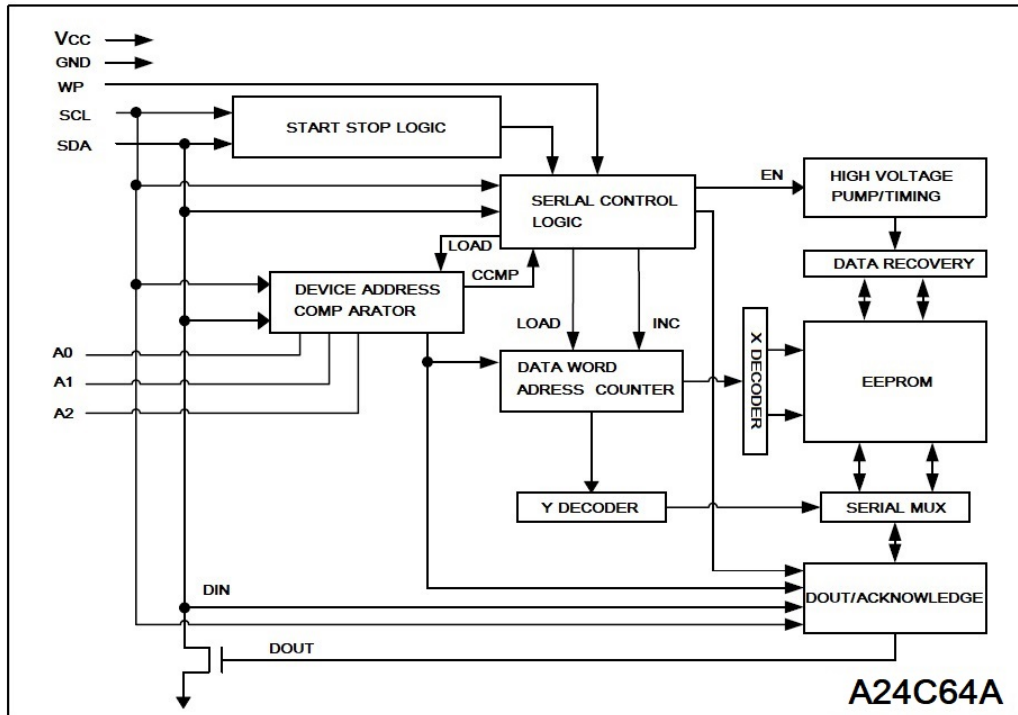 VCC
GND
WP
SCL
SDA
START STOP LOGIC
SERLAL CONTROL
LOGIC
EN
HIGH VOLTAGE
PUMP/TIMING
DATA RECOVERY
LOAD
CCMP
DEVICE ADDRESS
COMP ARATOR
LOAD
INC
A0
A1
A2
DATA WORD
ADRESS COUNTER
X DECODER
EEPROM
Y DECODER
SERIAL MUX
DIN
DOUT/ACKNOWLEDGE
DOUT
A24C64A